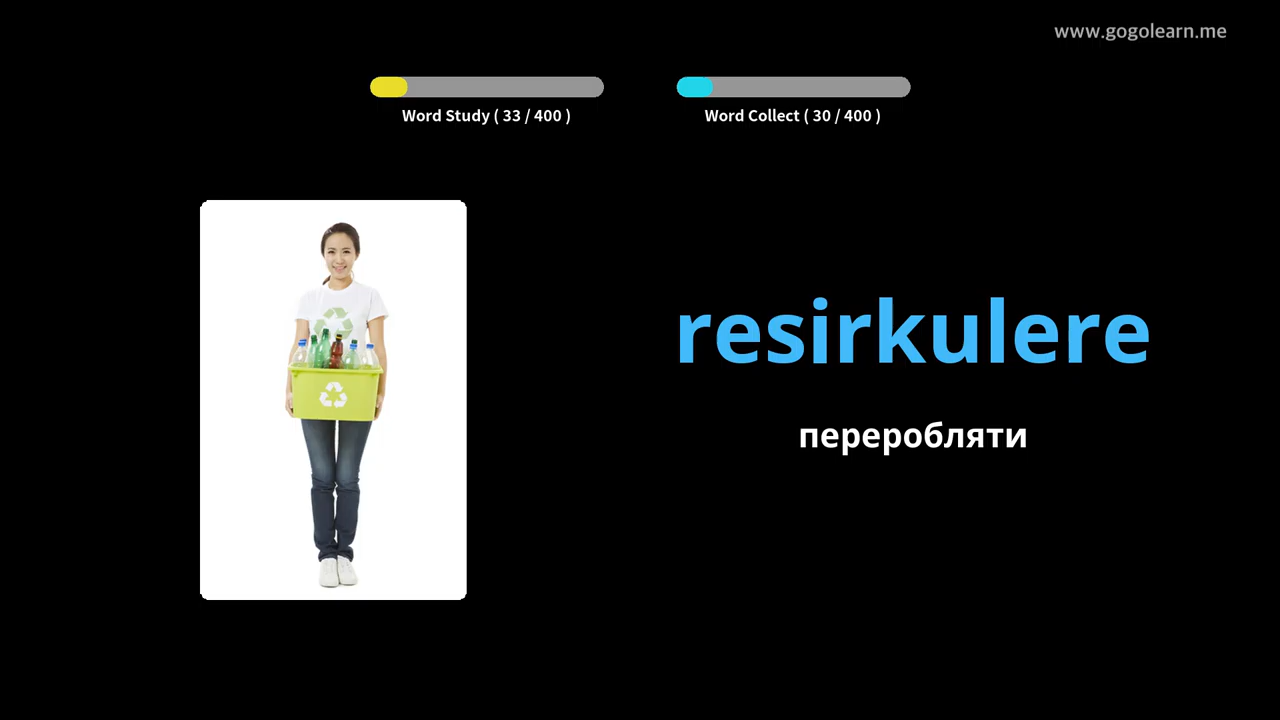 www.gogolearn.me
Word Study ( 33 / 400 )
Word Collect ( 30 / 400 )
resirkulere
переробляти